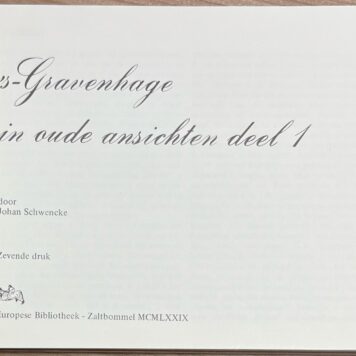 's-Gravenhage
in oude ansichten deel 1
door
Johan Schwencke
Zevende druk
Europese Bibliotheek - Zaltbommel MCMLXXIX